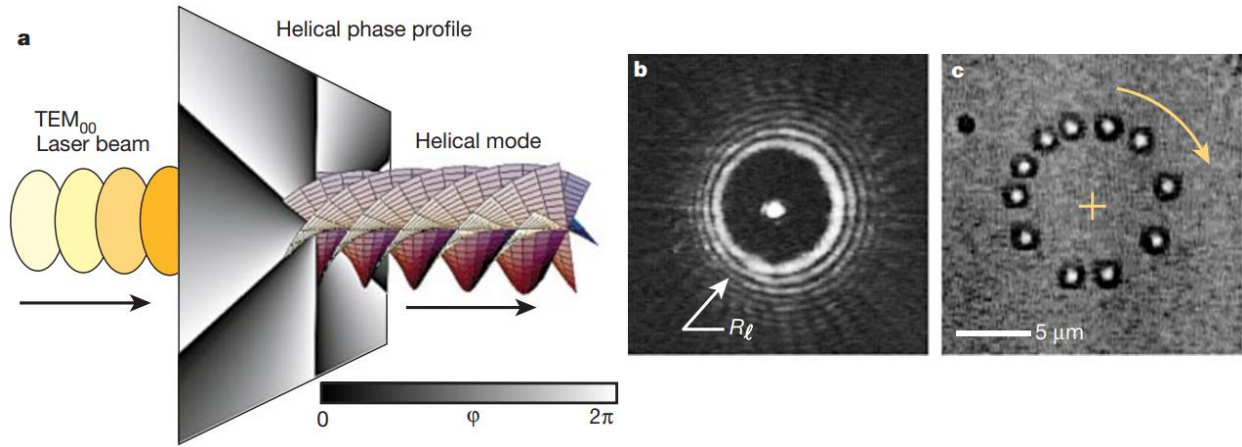 a
Helical phase profile
TEM₀₀
Laser beam
Helical mode
0 φ 2π
b
Rℓ
c
5 μm